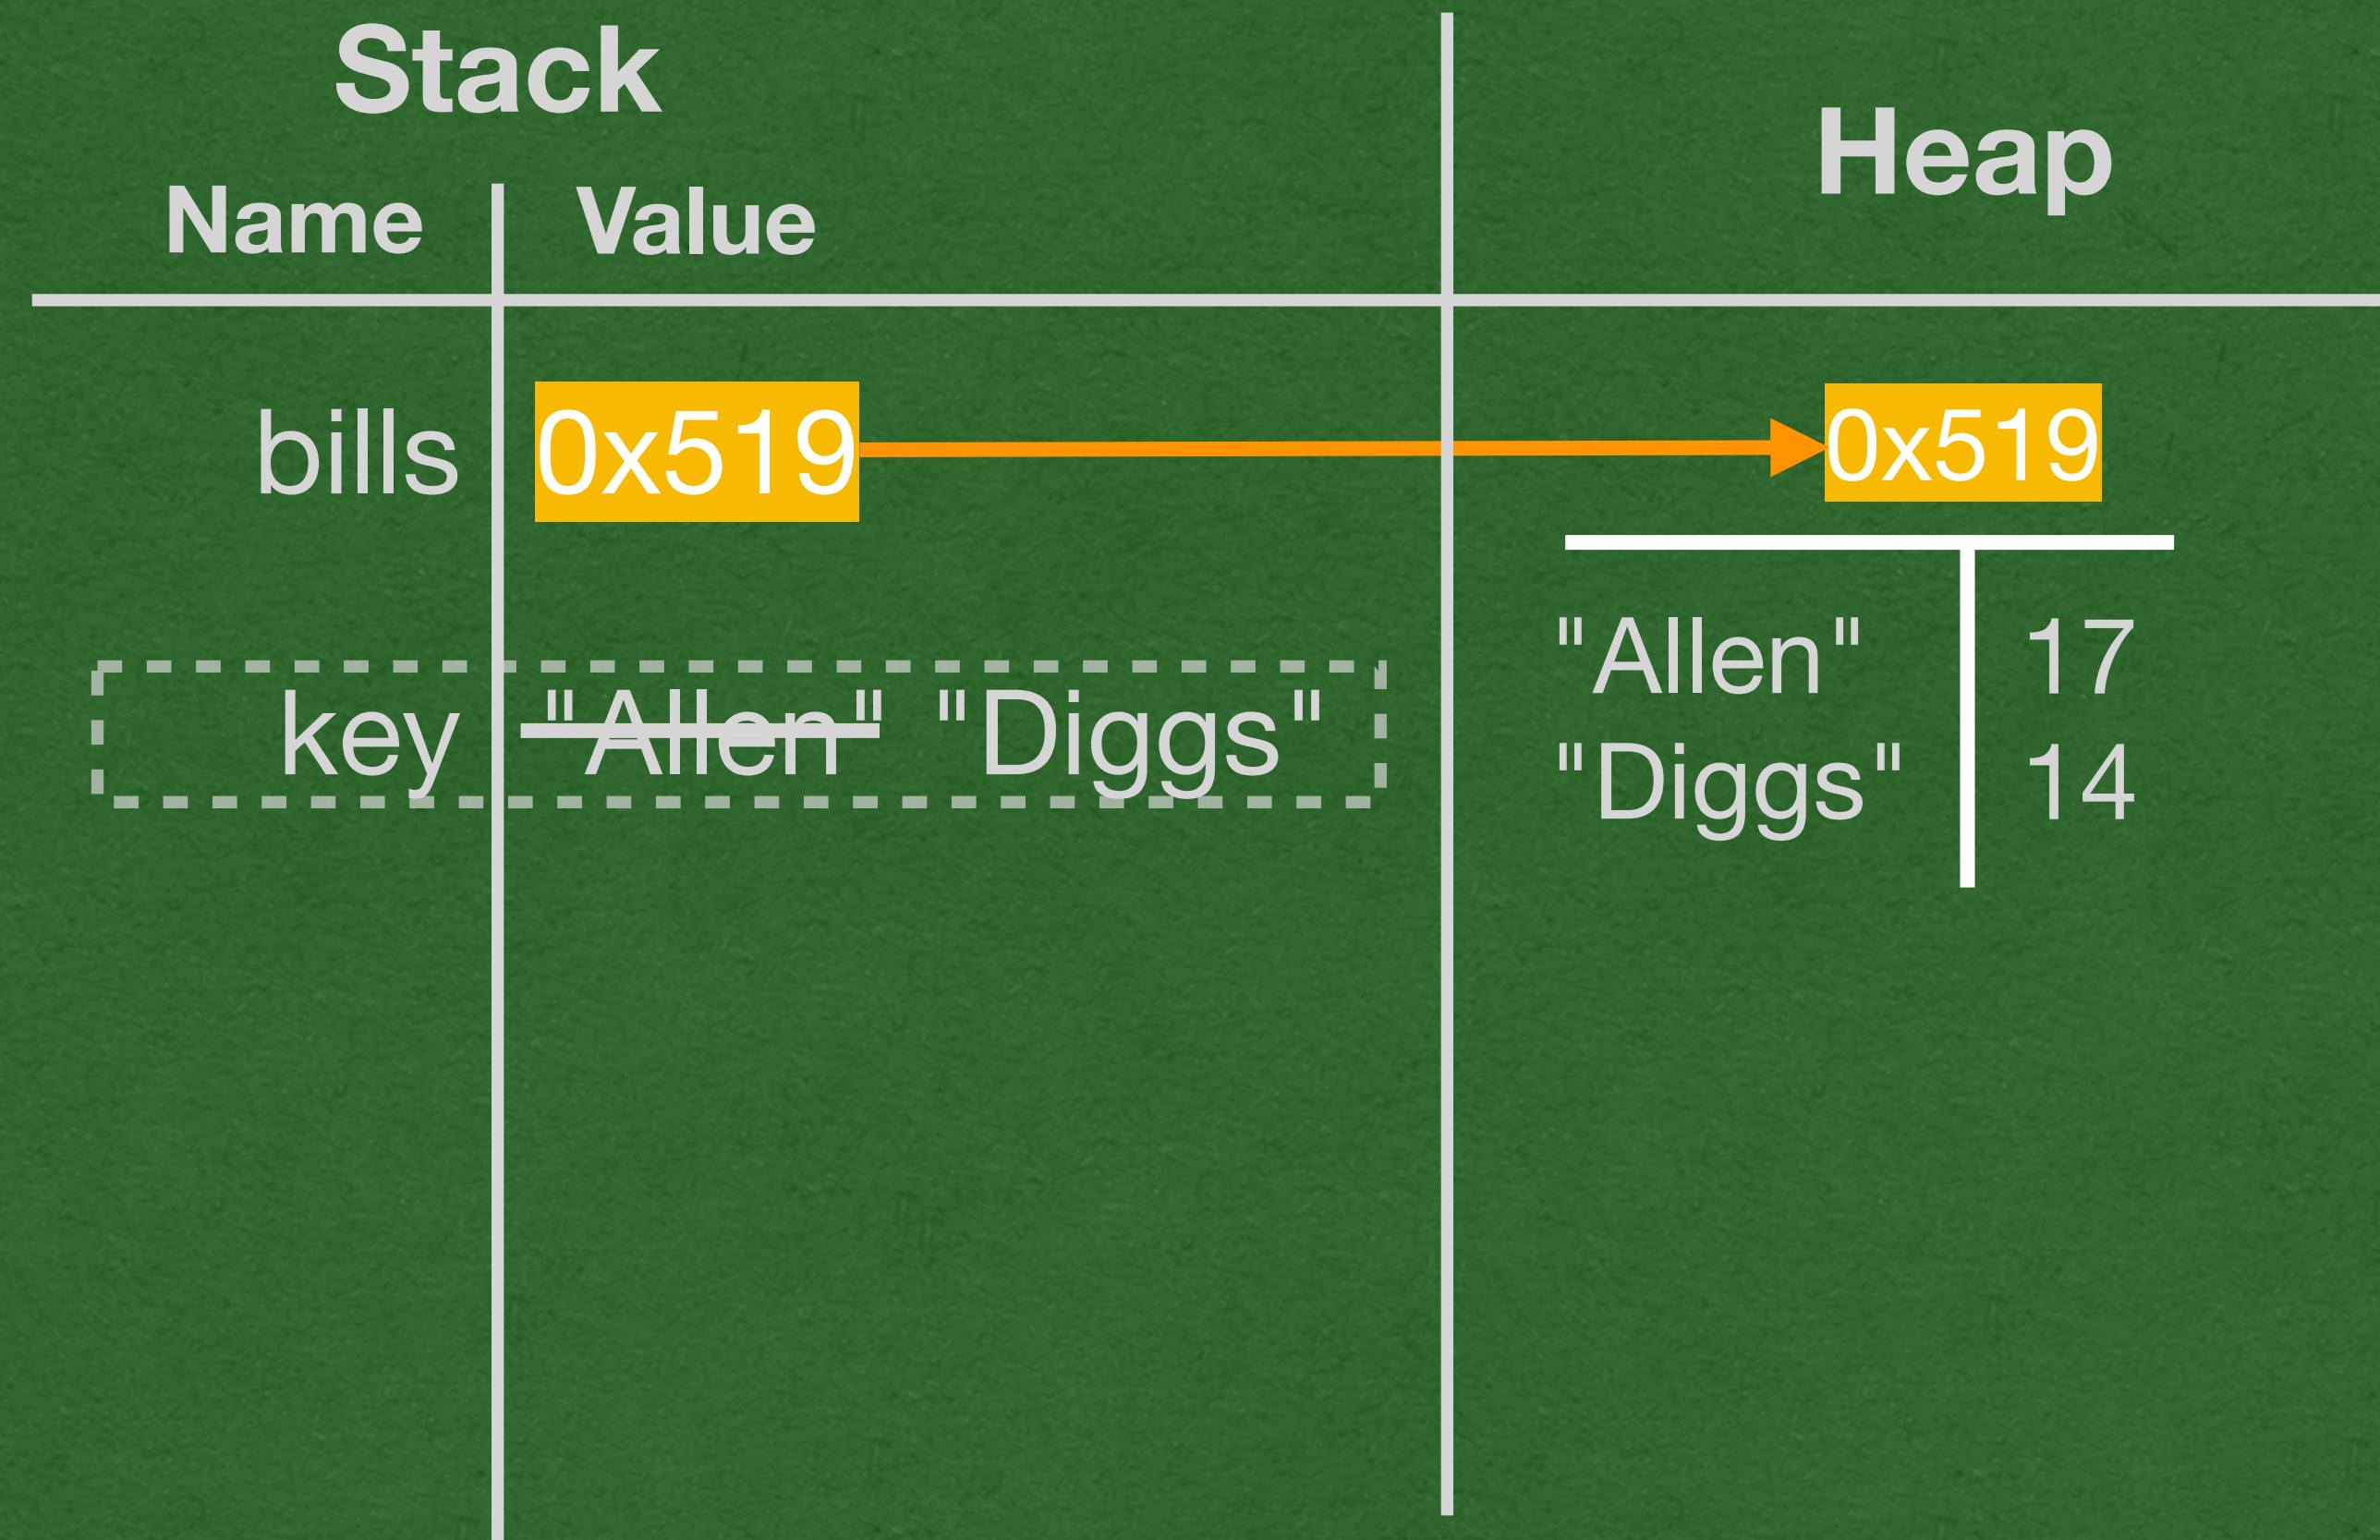 Stack
Heap
Name Value
bills 0x519 0x519
"Allen" 17
key "Allen" "Diggs"
"Diggs" 14